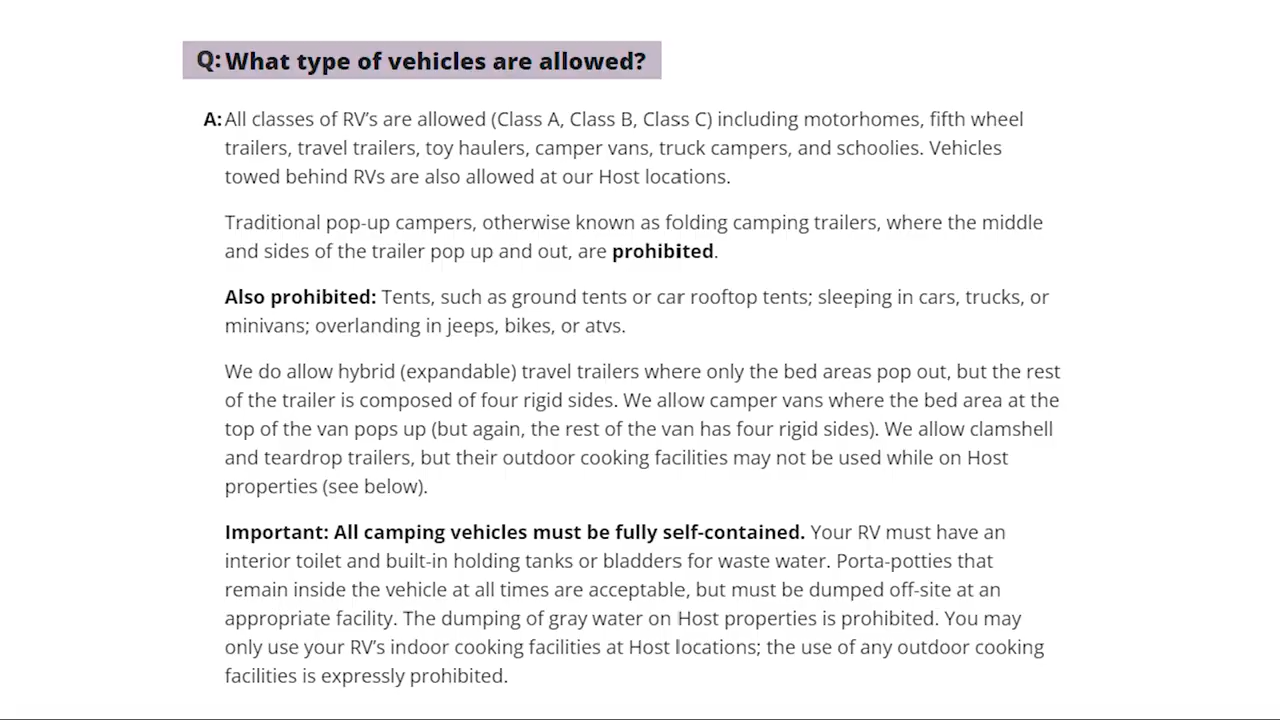 Q: What type of vehicles are allowed?
A: All classes of RV's are allowed (Class A, Class B, Class C) including motorhomes, fifth wheel
trailers, travel trailers, toy haulers, camper vans, truck campers, and schoolies. Vehicles
towed behind RVs are also allowed at our Host locations.
Traditional pop-up campers, otherwise known as folding camping trailers, where the middle
and sides of the trailer pop up and out, are prohibited.
Also prohibited: Tents, such as ground tents or car rooftop tents; sleeping in cars, trucks, or
minivans; overlanding in jeeps, bikes, or atvs.
We do allow hybrid (expandable) travel trailers where only the bed areas pop out, but the rest
of the trailer is composed of four rigid sides. We allow camper vans where the bed area at the
top of the van pops up (but again, the rest of the van has four rigid sides). We allow clamshell
and teardrop trailers, but their outdoor cooking facilities may not be used while on Host
properties (see below).
Important: All camping vehicles must be fully self-contained. Your RV must have an
interior toilet and built-in holding tanks or bladders for waste water. Porta-potties that
remain inside the vehicle at all times are acceptable, but must be dumped off-site at an
appropriate facility. The dumping of gray water on Host properties is prohibited. You may
only use your RV's indoor cooking facilities at Host locations; the use of any outdoor cooking
facilities is expressly prohibited.